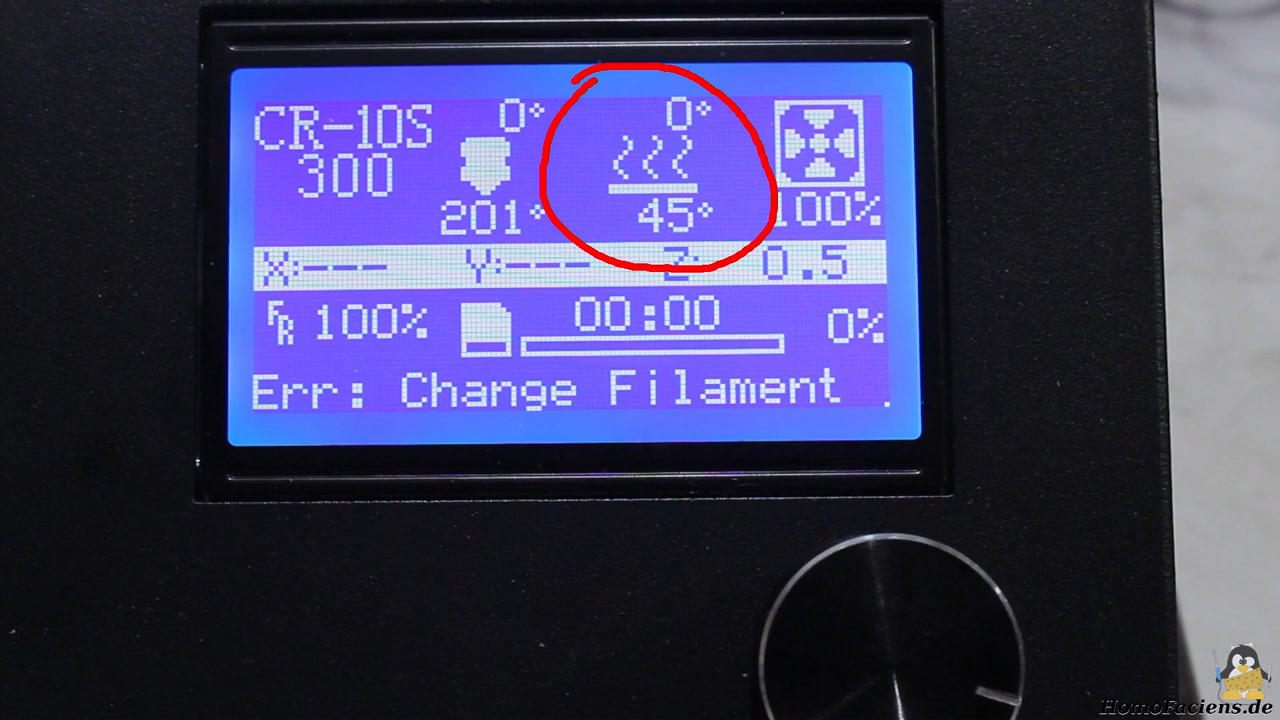 CR-10S 0° 0°
300
201° 45° 100%
X:--- Y:--- Z: 0.5
FR 100% 00:00 0%
Err: Change Filament .
HomoFaciens.de